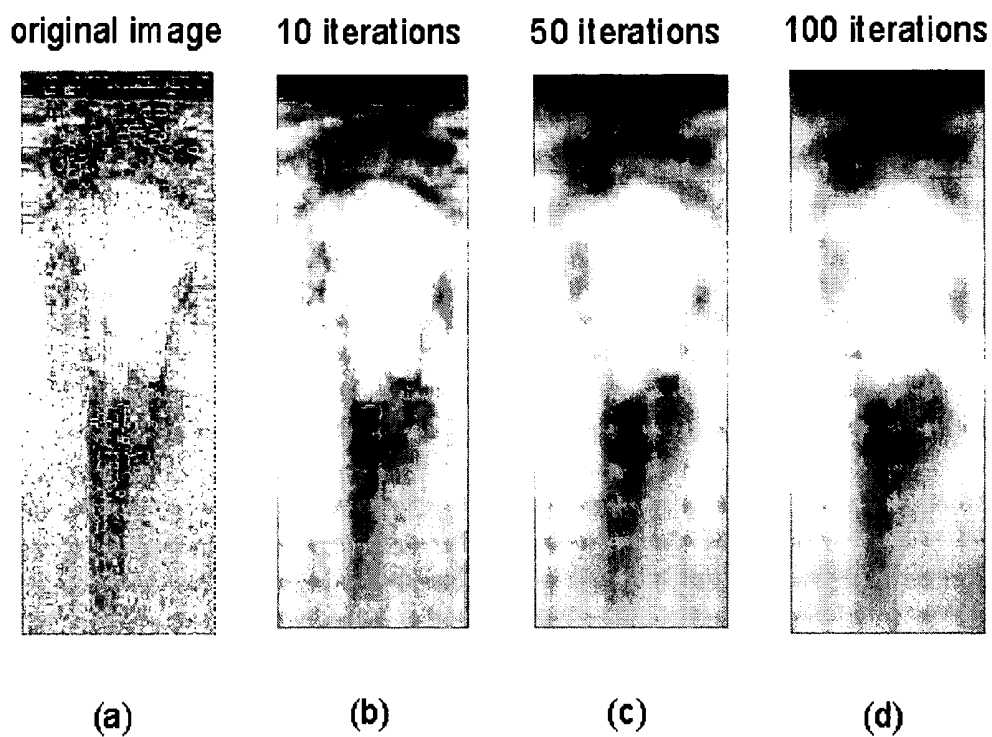 original image
10 iterations
50 iterations
100 iterations
(a)
(b)
(c)
(d)